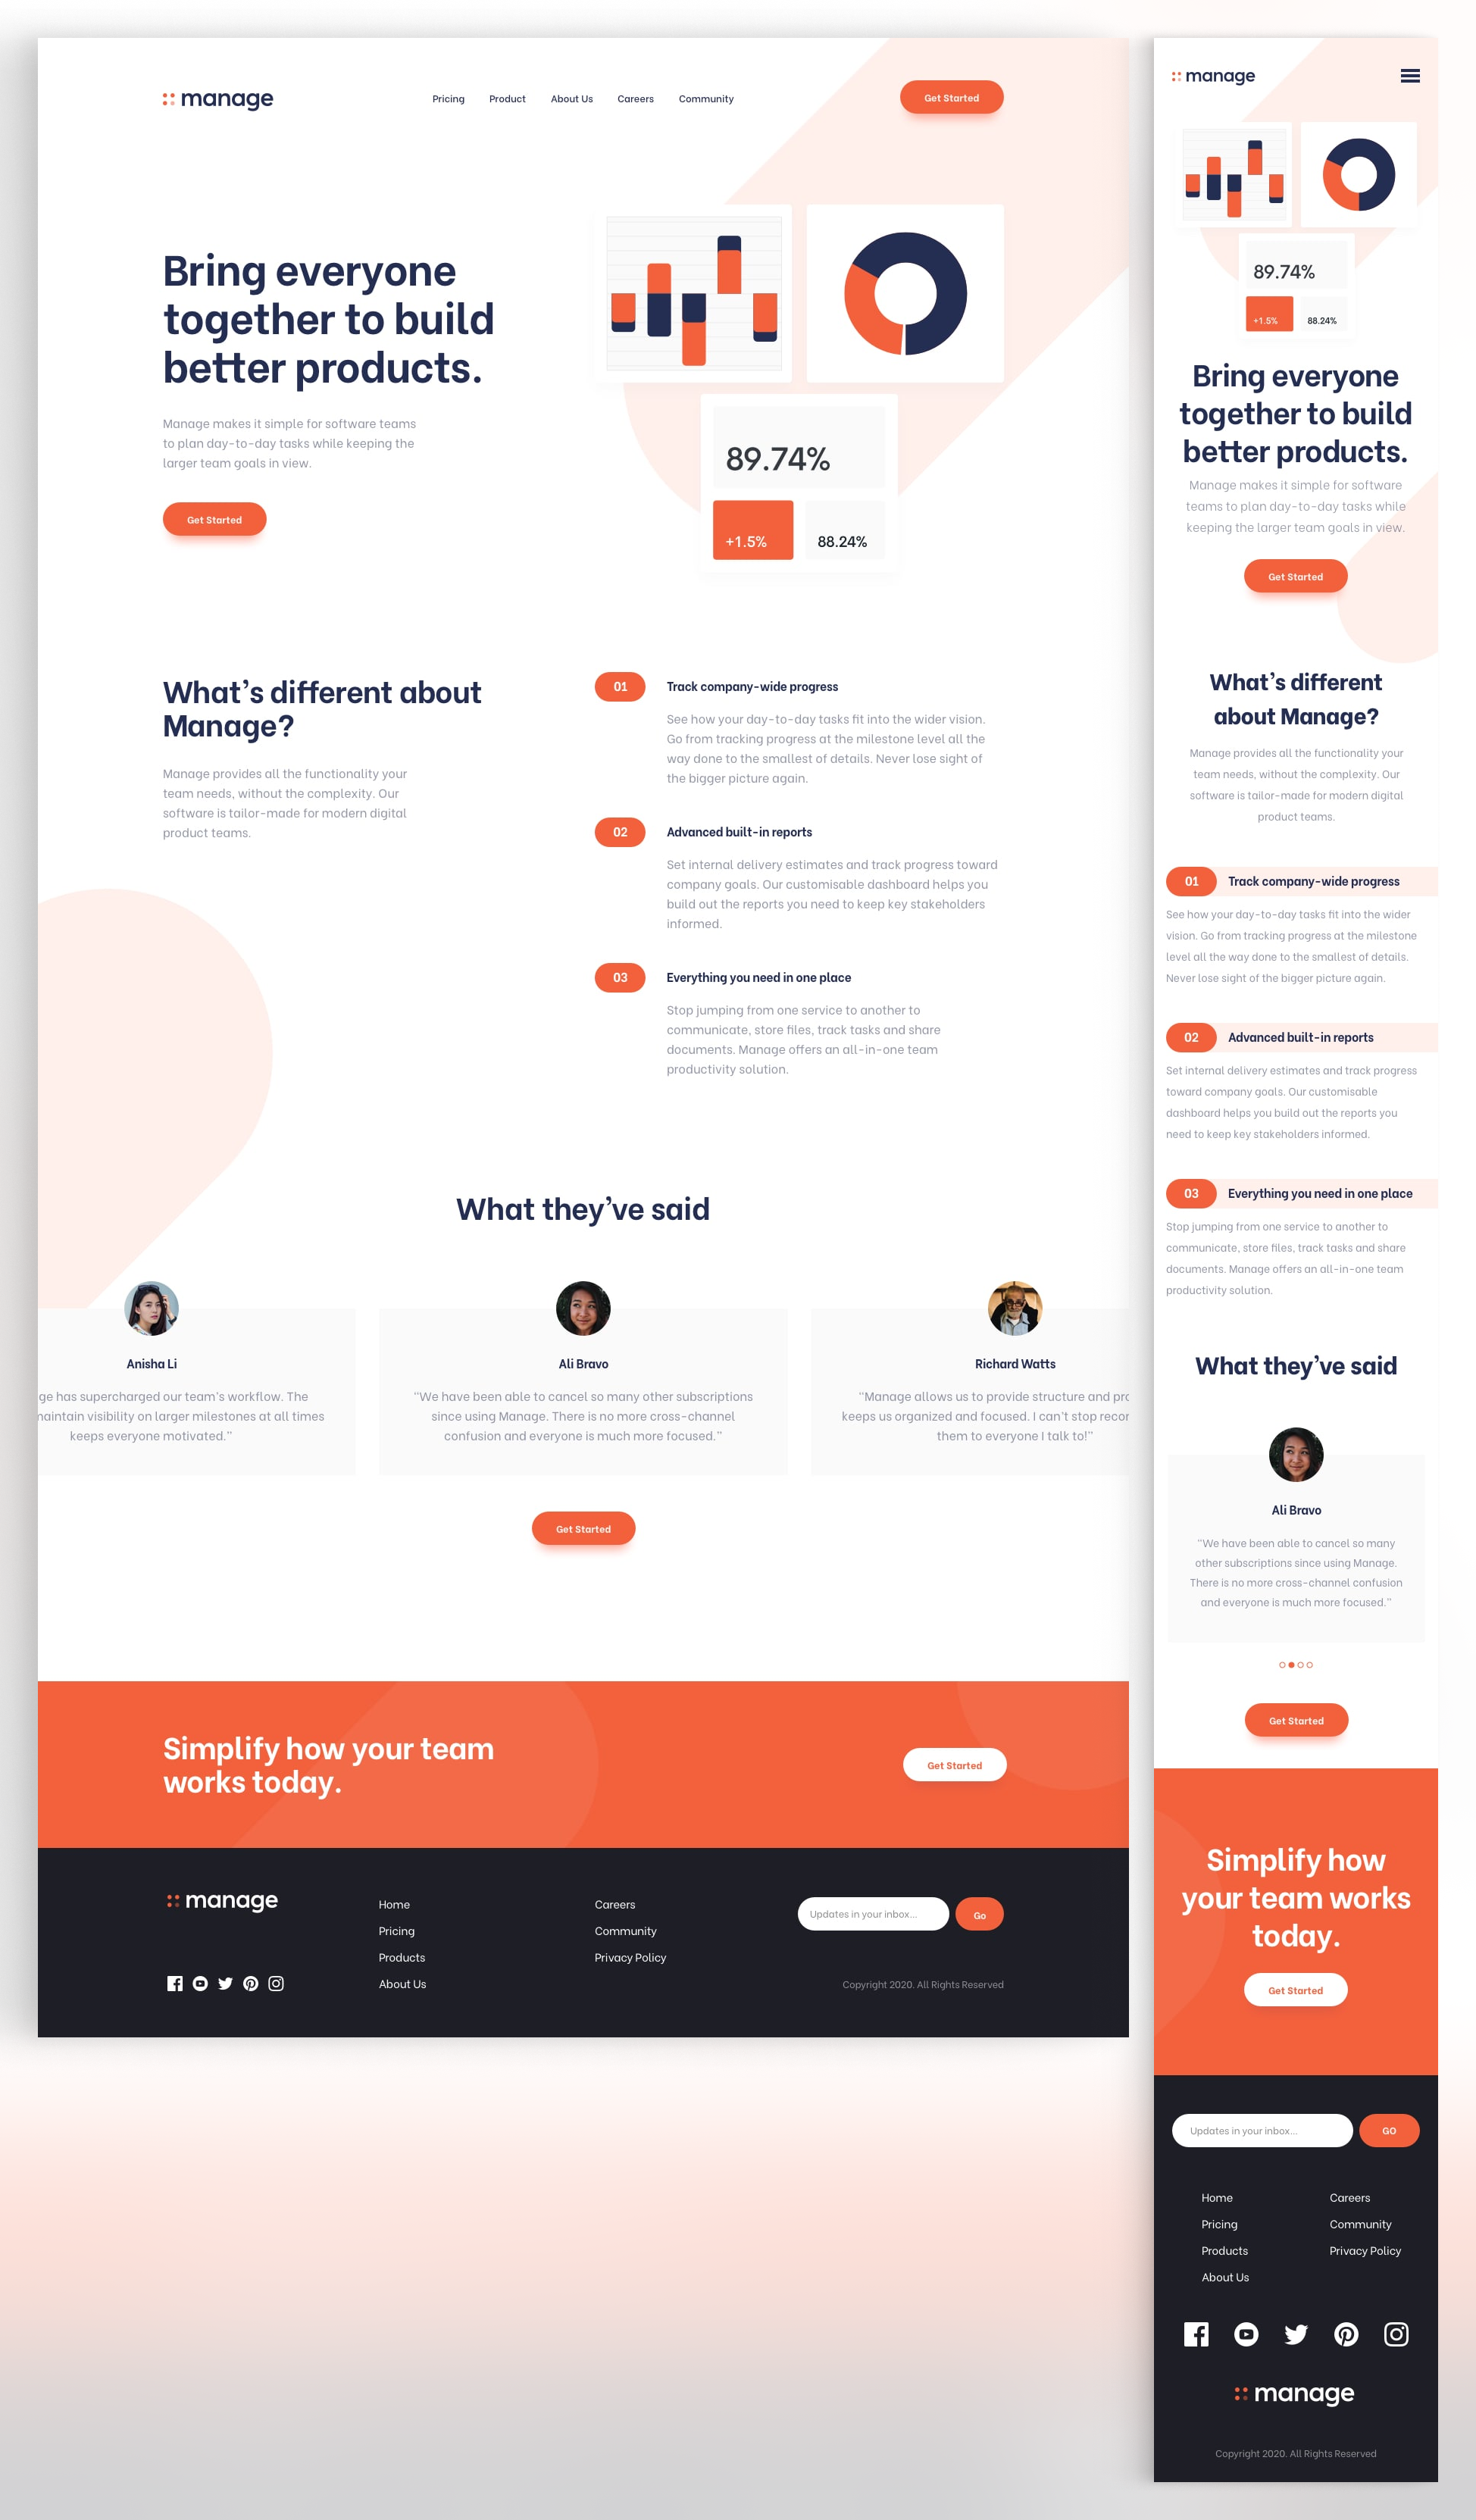 manage
Pricing
Product
About Us
Careers
Community
Get Started
Bring everyone
together to build
better products.
Manage makes it simple for software teams
to plan day-to-day tasks while keeping the
larger team goals in view.
Get Started
89.74%
+1.5%
88.24%
What's different about
Manage?
Manage provides all the functionality your
team needs, without the complexity. Our
software is tailor-made for modern digital
product teams.
01
Track company-wide progress
See how your day-to-day tasks fit into the wider vision.
Go from tracking progress at the milestone level all the
way done to the smallest of details. Never lose sight of
the bigger picture again.
02
Advanced built-in reports
Set internal delivery estimates and track progress toward
company goals. Our customisable dashboard helps you
build out the reports you need to keep key stakeholders
informed.
03
Everything you need in one place
Stop jumping from one service to another to
communicate, store files, track tasks and share
documents. Manage offers an all-in-one team
productivity solution.
What they've said
Anisha Li
ge has supercharged our team's workflow. The
maintain visibility on larger milestones at all times
keeps everyone motivated."
Ali Bravo
"We have been able to cancel so many other subscriptions
since using Manage. There is no more cross-channel
confusion and everyone is much more focused."
Richard Watts
"Manage allows us to provide structure and pro
keeps us organized and focused. I can't stop recor
them to everyone I talk to!"
Get Started
Simplify how your team
works today.
Get Started
manage
Home
Pricing
Products
About Us
Careers
Community
Privacy Policy
Updates in your inbox...
Go
Copyright 2020. All Rights Reserved
manage
89.74%
+1.5%
88.24%
Bring everyone
together to build
better products.
Manage makes it simple for software
teams to plan day-to-day tasks while
keeping the larger team goals in view.
Get Started
What's different
about Manage?
Manage provides all the functionality your
team needs, without the complexity. Our
software is tailor-made for modern digital
product teams.
01
Track company-wide progress
See how your day-to-day tasks fit into the wider
vision. Go from tracking progress at the milestone
level all the way done to the smallest of details.
Never lose sight of the bigger picture again.
02
Advanced built-in reports
Set internal delivery estimates and track progress
toward company goals. Our customisable
dashboard helps you build out the reports you
need to keep key stakeholders informed.
03
Everything you need in one place
Stop jumping from one service to another to
communicate, store files, track tasks and share
documents. Manage offers an all-in-one team
productivity solution.
What they've said
Ali Bravo
"We have been able to cancel so many
other subscriptions since using Manage.
There is no more cross-channel confusion
and everyone is much more focused."
Get Started
Simplify how
your team works
today.
Get Started
Updates in your inbox...
GO
Home
Pricing
Products
About Us
Careers
Community
Privacy Policy
manage
Copyright 2020. All Rights Reserved